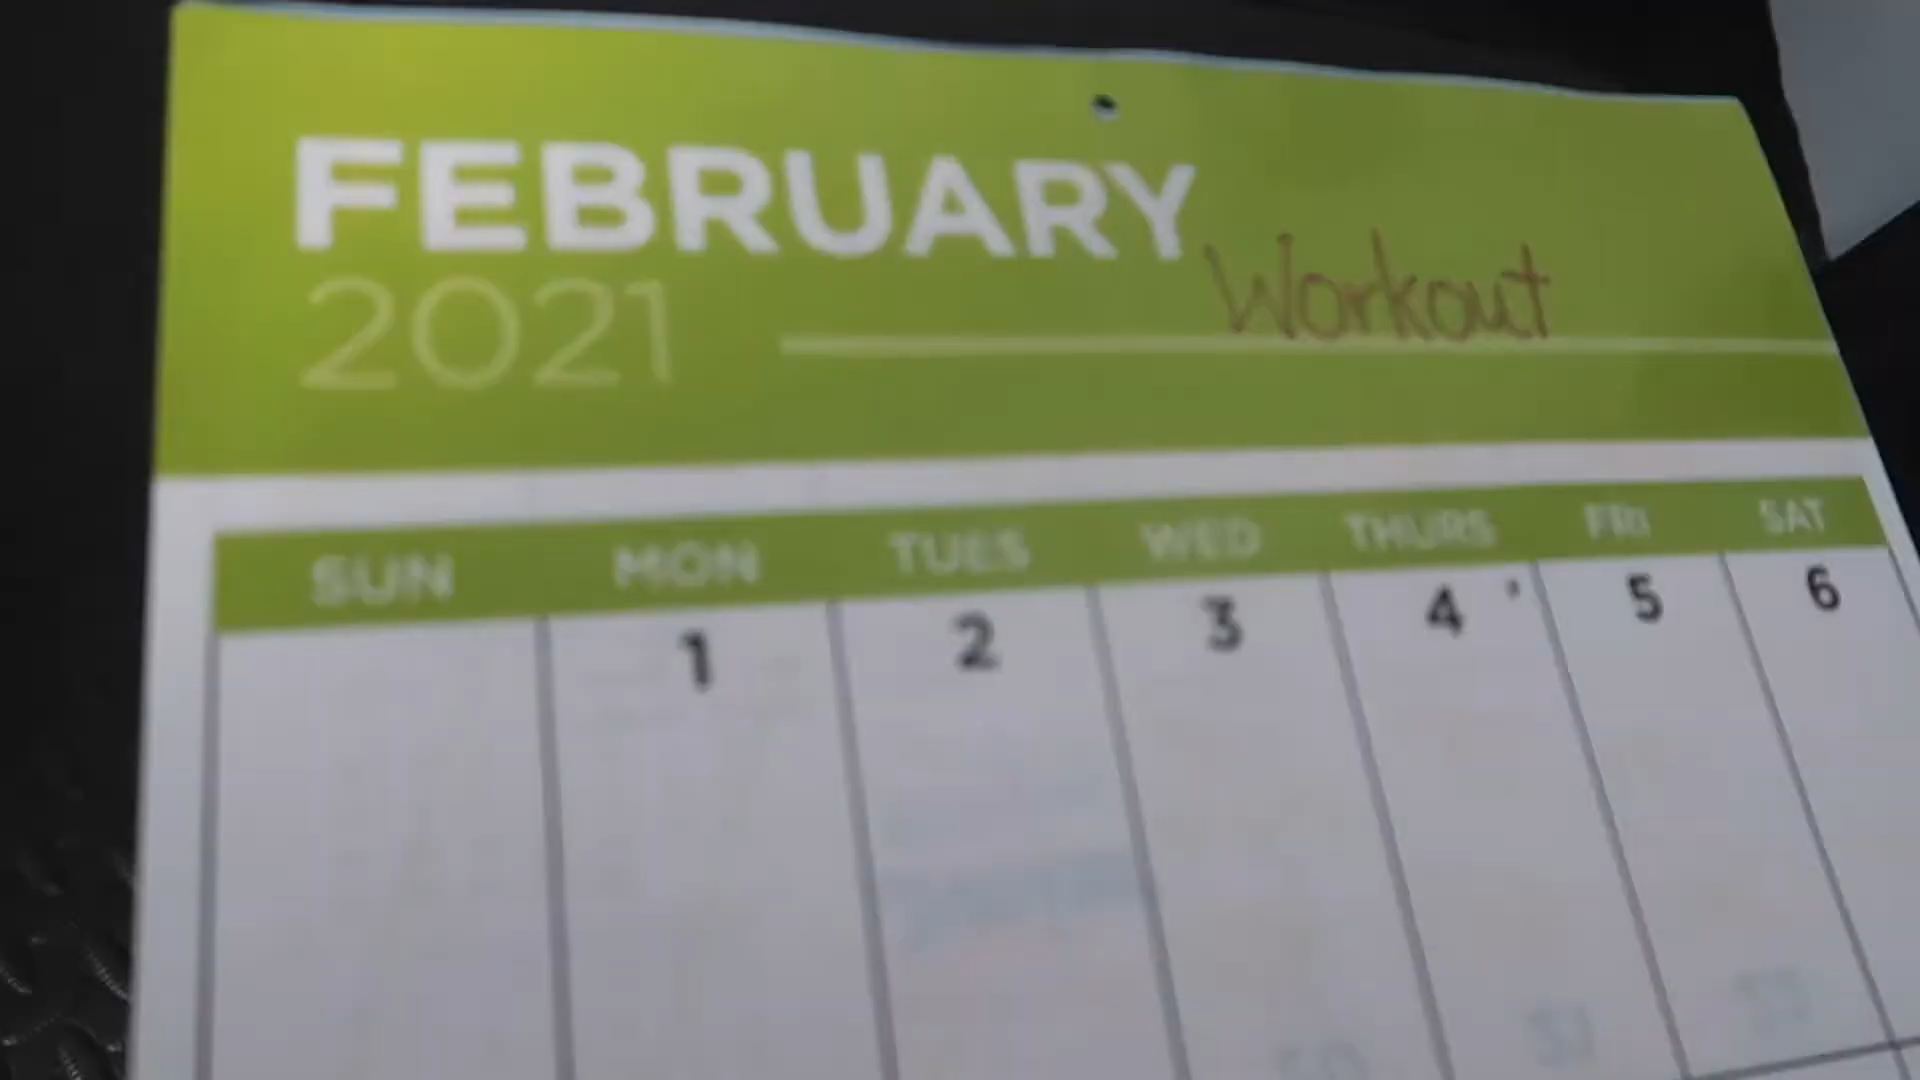 FEBRUARY
2021 Workout
SUN MON TUES WED THURS FRI SAT
1 2 3 4 5 6